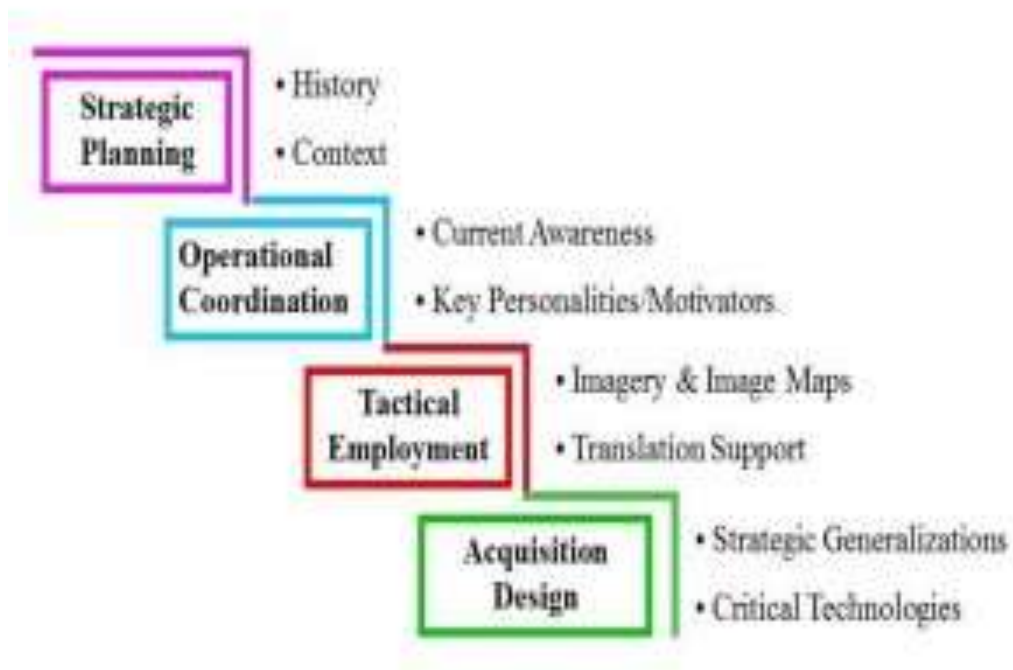 Strategic
Planning
• History
• Context
Operational
Coordination
• Current Awareness
• Key Personalities/Motivators
Tactical
Employment
• Imagery & Image Maps
• Translation Support
Acquisition
Design
• Strategic Generalizations
• Critical Technologies